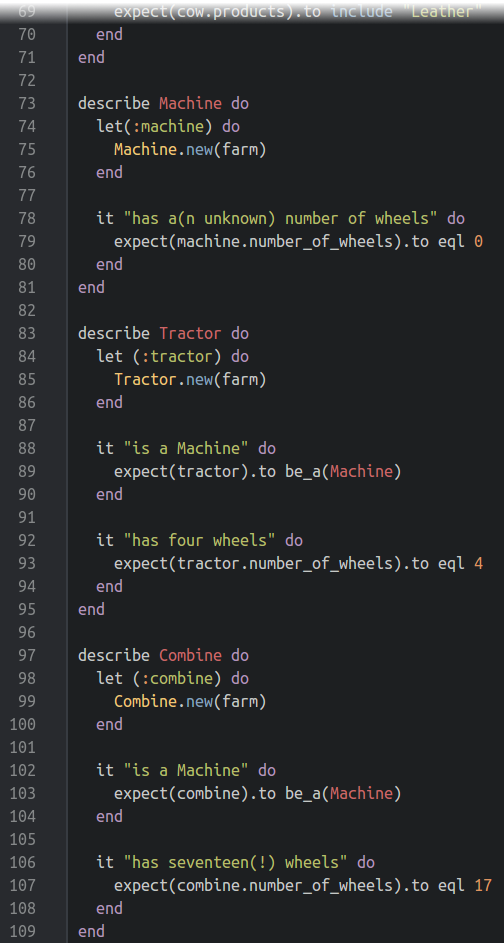 69 expect(cow.products).to include "Leather"
70 end
71 end
72
73 describe Machine do
74 let(:machine) do
75 Machine.new(farm)
76 end
77
78 it "has a(n unknown) number of wheels" do
79 expect(machine.number_of_wheels).to eql 0
80 end
81 end
82
83 describe Tractor do
84 let (:tractor) do
85 Tractor.new(farm)
86 end
87
88 it "is a Machine" do
89 expect(tractor).to be_a(Machine)
90 end
91
92 it "has four wheels" do
93 expect(tractor.number_of_wheels).to eql 4
94 end
95 end
96
97 describe Combine do
98 let (:combine) do
99 Combine.new(farm)
100 end
101
102 it "is a Machine" do
103 expect(combine).to be_a(Machine)
104 end
105
106 it "has seventeen(!) wheels" do
107 expect(combine.number_of_wheels).to eql 17
108 end
109 end